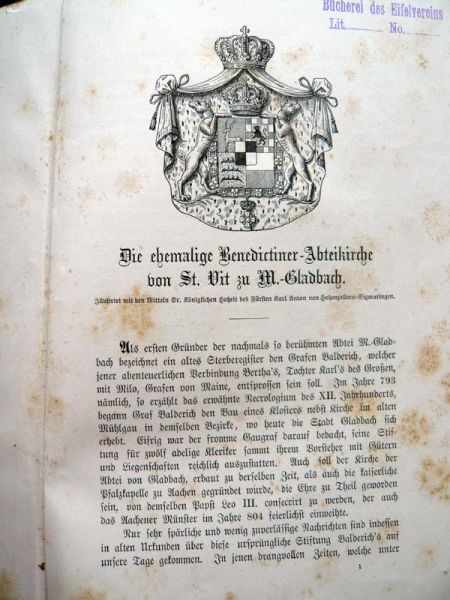 Bücherei des Eifelvereins
Lit. No.
Die ehemalige Benedictiner-Abteikirche
von St. Vit zu M.-Gladbach.
Illustrirt mit den Mitteln Sr. Königlichen Hoheit des Fürsten Karl Anton von Hohenzollern-Sigmaringen.
Als ersten Gründer der nachmals so berühmten Abtei M.-Glad-
bach bezeichnet ein altes Sterberegister den Grafen Balderich, welcher
jener abenteuerlichen Verbindung Bertha's, Tochter Karl's des Großen,
mit Milo, Grafen von Maine, entsprossen sein soll. Im Jahre 793
nämlich, so erzählt das erwähnte Necrologium des XII. Jahrhunderts,
begann Graf Balderich den Bau eines Klosters nebst Kirche im alten
Mühlgau in demselben Bezirke, wo heute die Stadt Gladbach sich
erhebt. Eifrig war der fromme Gaugraf darauf bedacht, seine Stif-
tung für zwölf adelige Kleriker sammt ihrem Vorsteher mit Gütern
und Liegenschaften reichlich auszustatten. Auch soll der Kirche der
Abtei von Gladbach, erbaut zu derselben Zeit, als auch die kaiserliche
Pfalzkapelle zu Aachen gegründet wurde, die Ehre zu Theil geworden
sein, von demselben Papst Leo III. consecrirt zu werden, der auch
das Aachener Münster im Jahre 804 feierlichst einweihte.
Nur sehr spärliche und wenig zuverlässige Nachrichten sind indessen
in alten Urkunden über diese ursprüngliche Stiftung Balderich's auf
unsere Tage gekommen. In jenen drangvollen Zeiten, welche unter
1